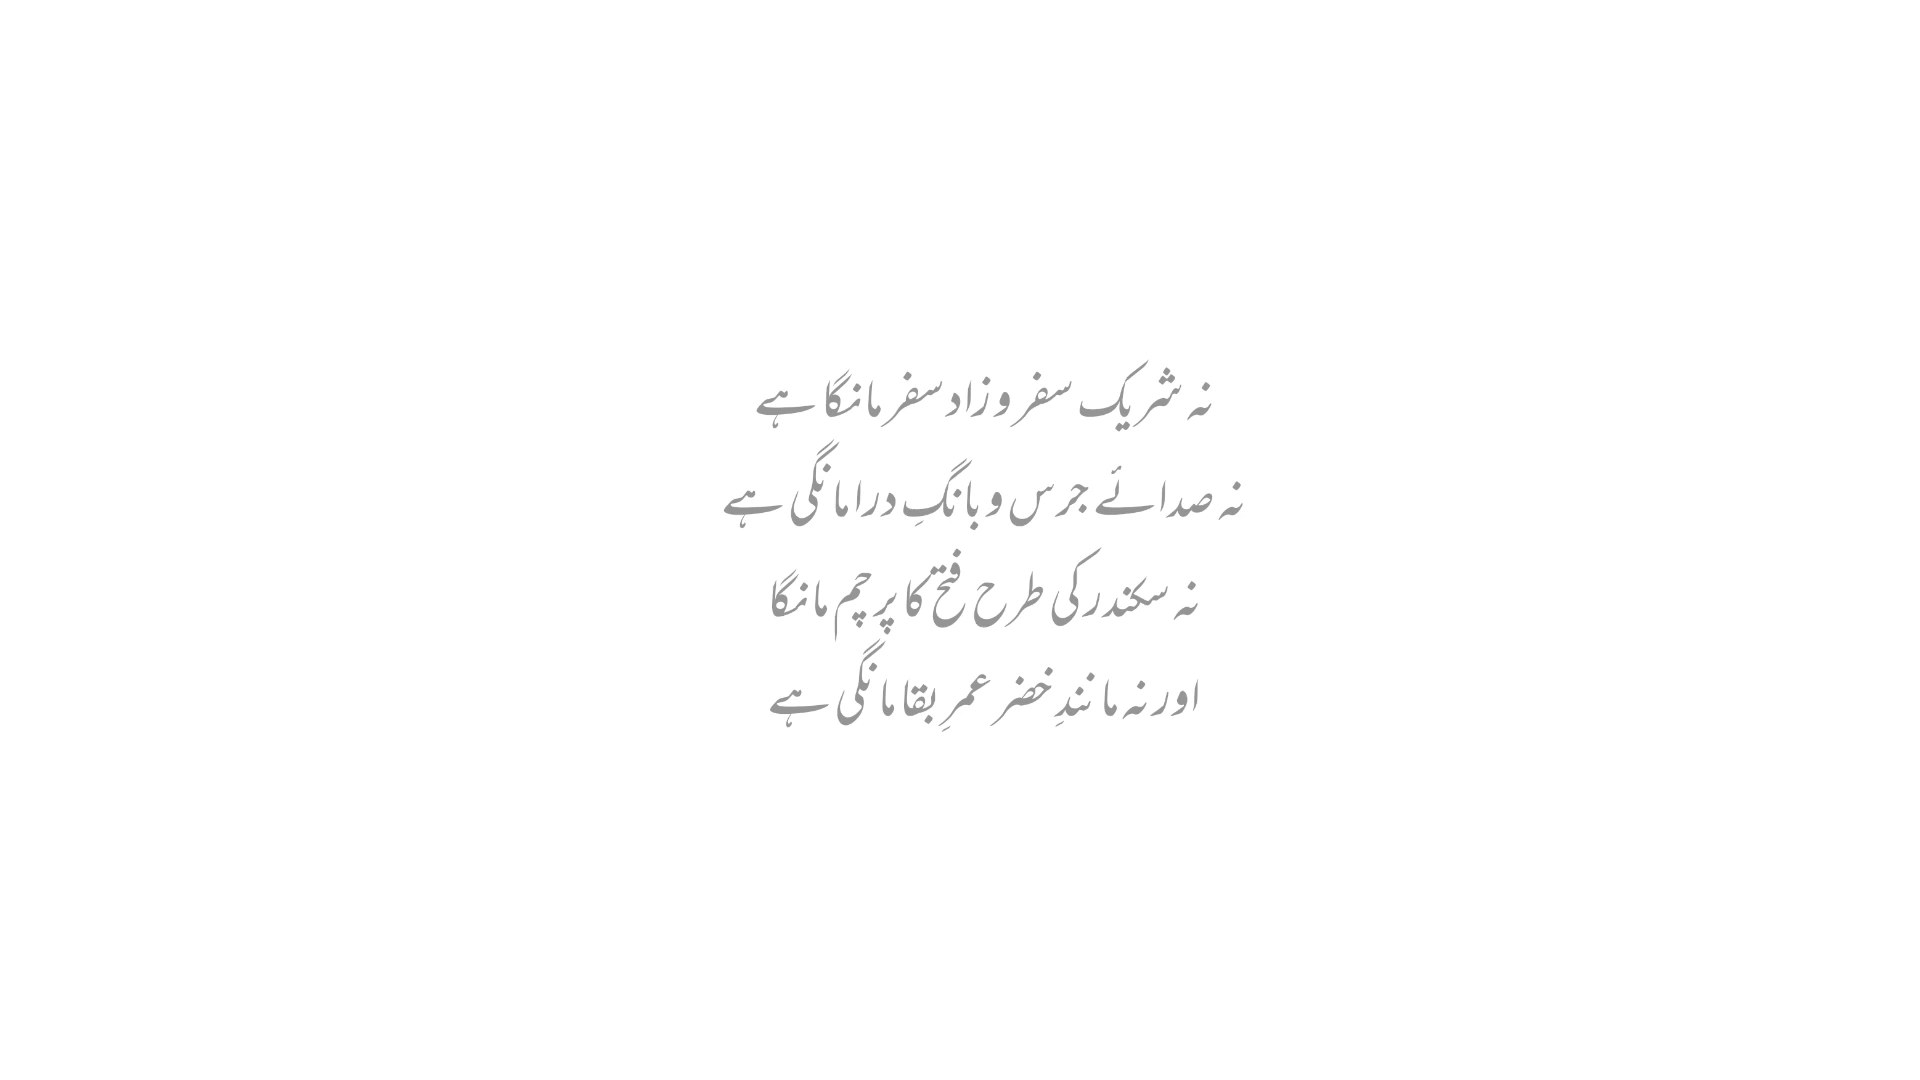 نہ شریک سفر و زاد سفر مانگا ہے
نہ صدائے جرس و بانگِ درا مانگی ہے
نہ سکندر کی طرح فتح کا پرچم مانگا
اور نہ مانندِ خضر عمرِ بقا مانگی ہے